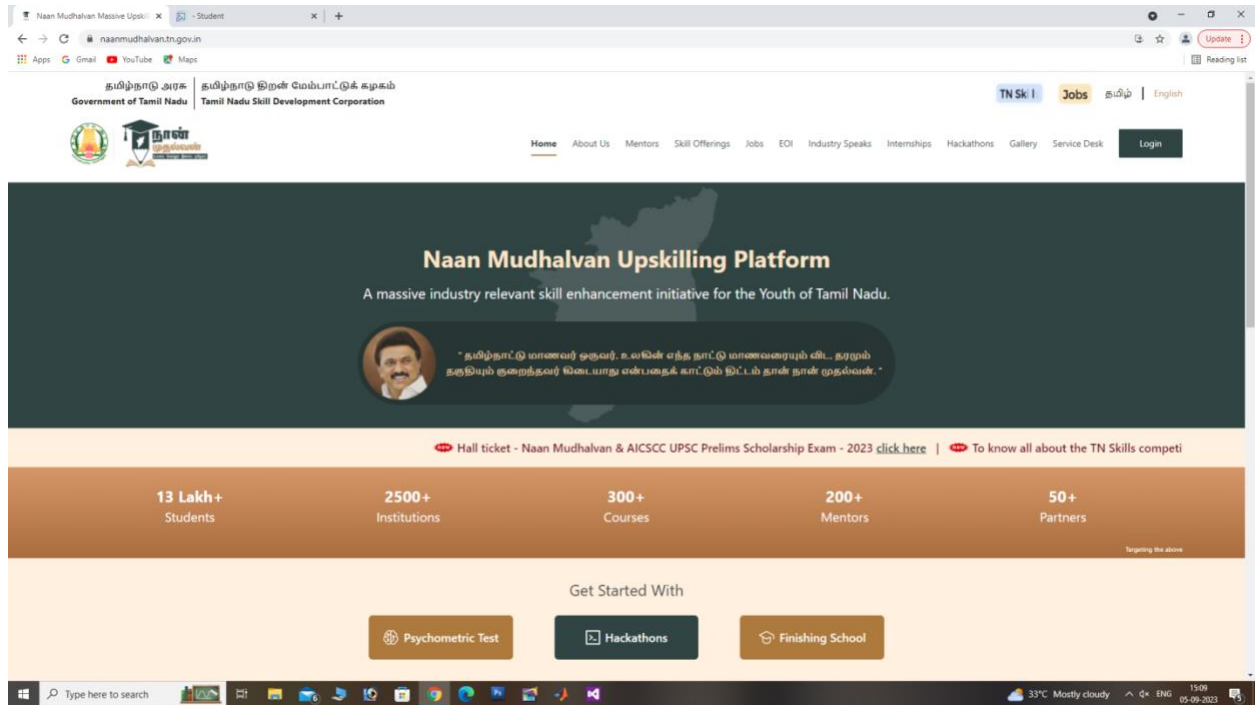 Naan Mudhalvan Massive Upskil
- Student
naanmudhalvan.tn.gov.in
Update
Apps Gmail YouTube Maps
Reading list
தமிழ்நாடு அரசு
Government of Tamil Nadu
தமிழ்நாடு திறன் மேம்பாட்டுக் கழகம்
Tamil Nadu Skill Development Corporation
TN Skill Jobs தமிழ் | English
நான்
முதல்வன்
Home About Us Mentors Skill Offerings Jobs EOI Industry Speaks Internships Hackathons Gallery Service Desk Login
Naan Mudhalvan Upskilling Platform
A massive industry relevant skill enhancement initiative for the Youth of Tamil Nadu.
" தமிழ்நாட்டு மாணவர் ஒருவர், உலகின் எந்த நாட்டு மாணவரையும் விட, தரமும்
தகுதியும் குறைந்தவர் கிடையாது என்பதைக் காட்டும் திட்டம் தான் நான் முதல்வன். "
Hall ticket - Naan Mudhalvan & AICSCC UPSC Prelims Scholarship Exam - 2023 click here | To know all about the TN Skills competi
13 Lakh+ 2500+ 300+ 200+ 50+
Students Institutions Courses Mentors Partners
Targeting the above
Get Started With
Psychometric Test Hackathons Finishing School
Type here to search
33°C Mostly cloudy ENG
15:09
05-09-2023